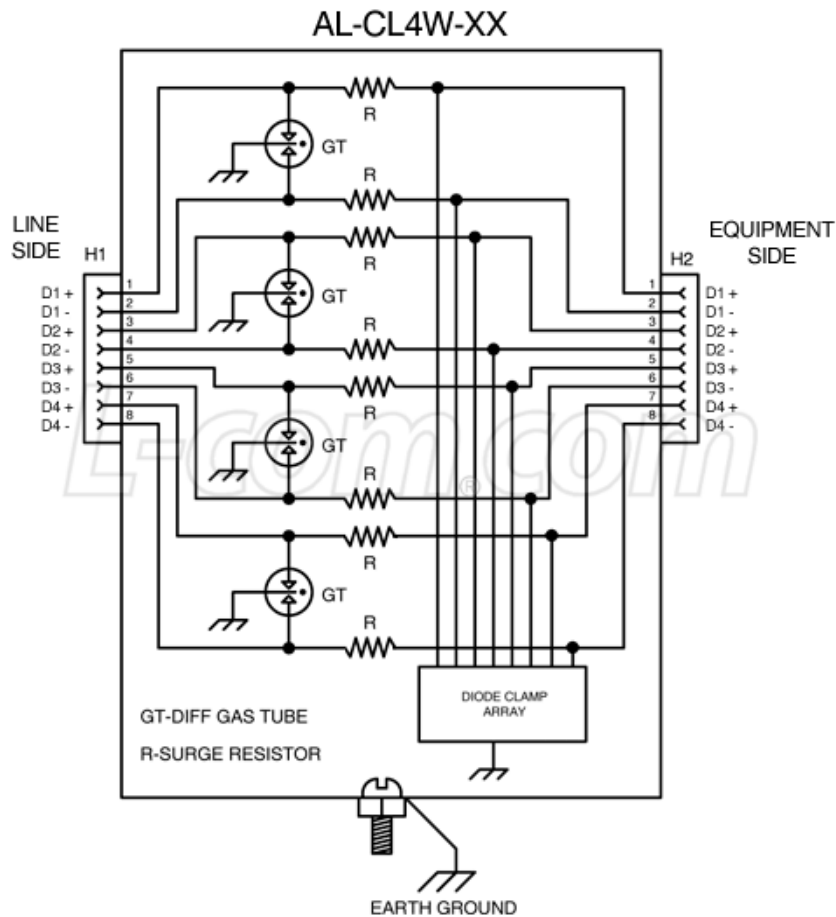 AL-CL4W-XX
R
GT
R
LINE
SIDE
H1
EQUIPMENT
SIDE
H2
R
D1 +
D1 -
D2 +
D2 -
D3 +
D3 -
D4 +
D4 -
1
2
3
4
5
6
7
8
GT
R
R
1
2
3
4
5
6
7
8
D1 +
D1 -
D2 +
D2 -
D3 +
D3 -
D4 +
D4 -
L-com.com®
GT
R
R
GT
R
DIODE CLAMP
ARRAY
GT-DIFF GAS TUBE
R-SURGE RESISTOR
EARTH GROUND